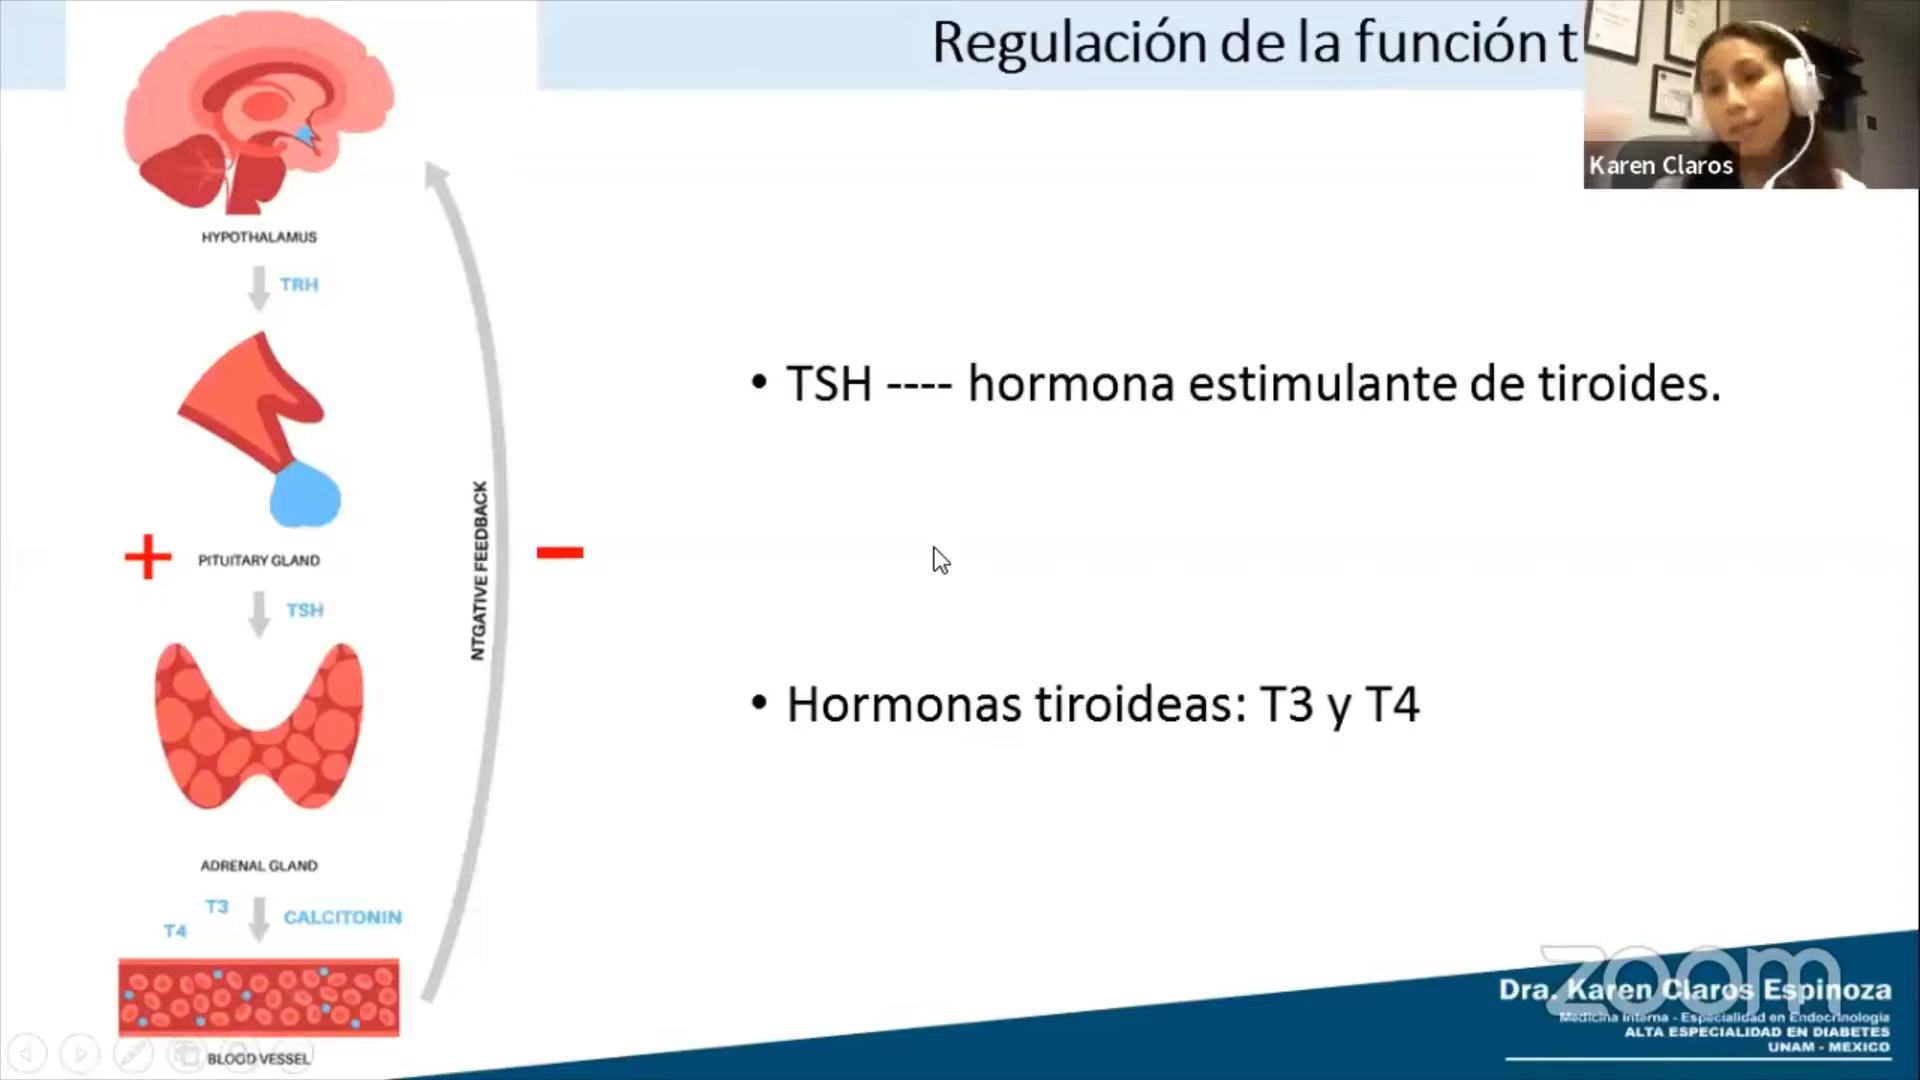 Regulación de la función t
Karen Claros
HYPOTHALAMUS
TRH
PITUITARY GLAND
TSH
NTGATIVE FEEDBACK
ADRENAL GLAND
T3
T4
CALCITONIN
BLOOD VESSEL
• TSH ---- hormona estimulante de tiroides.
• Hormonas tiroideas: T3 y T4
zoom
Dra. Karen Claros Espinoza
Medicina Interna - Especialidad en Endocrinología
ALTA ESPECIALIDAD EN DIABETES
UNAM - MEXICO